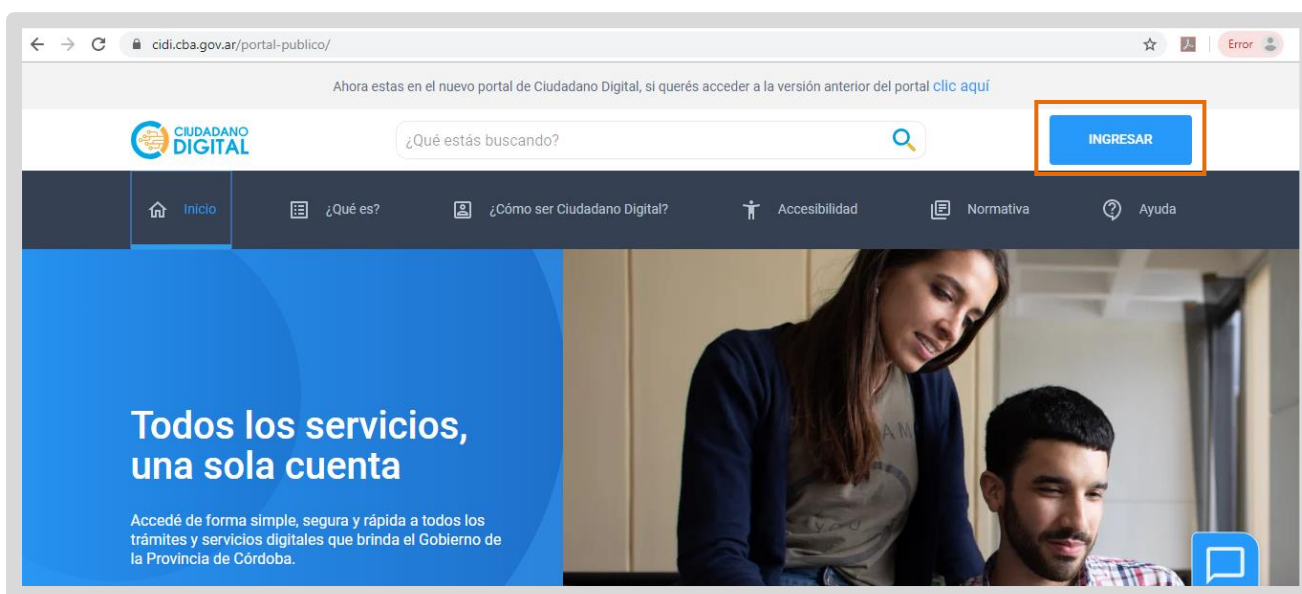 cidi.cba.gov.ar/portal-publico/
Error
Ahora estas en el nuevo portal de Ciudadano Digital, si querés acceder a la versión anterior del portal clic aquí
CIUDADANO
DIGITAL
¿Qué estás buscando?
INGRESAR
Inicio
¿Qué es?
¿Cómo ser Ciudadano Digital?
Accesibilidad
Normativa
Ayuda
Todos los servicios,
una sola cuenta
Accedé de forma simple, segura y rápida a todos los
trámites y servicios digitales que brinda el Gobierno de
la Provincia de Córdoba.